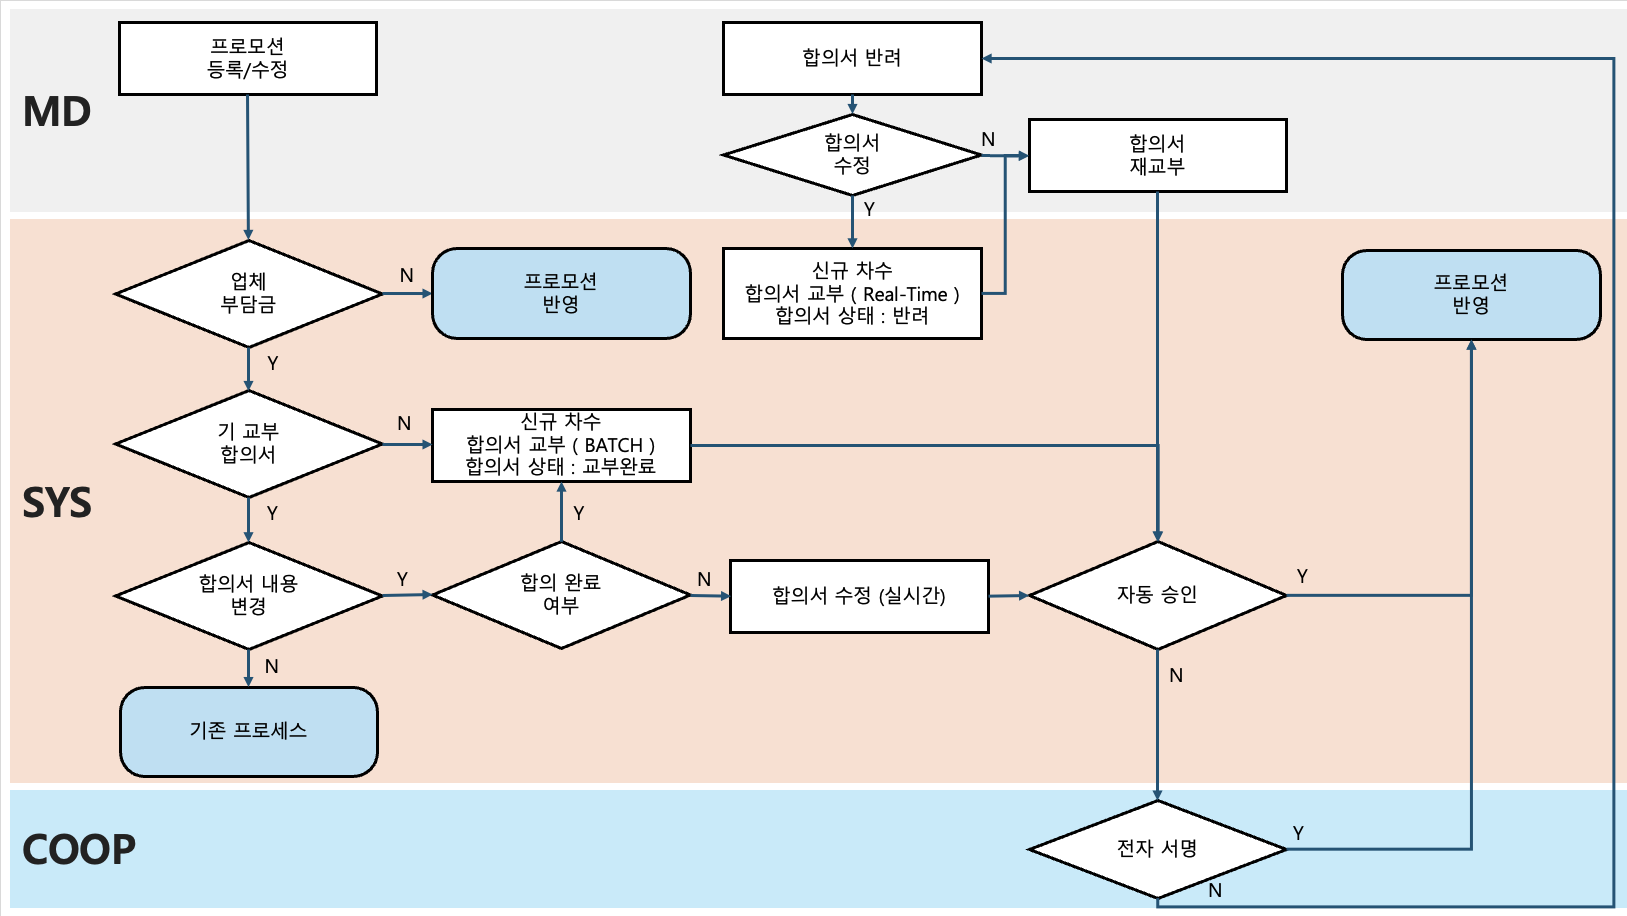 MD
프로모션
등록/수정
합의서 반려
합의서
수정
N
합의서
재교부
Y
SYS
업체
부담금
N
프로모션
반영
신규 차수
합의서 교부 ( Real-Time )
합의서 상태 : 반려
프로모션
반영
Y
기 교부
합의서
N
신규 차수
합의서 교부 ( BATCH )
합의서 상태 : 교부완료
Y
Y
합의서 내용
변경
Y
합의 완료
여부
N
합의서 수정 (실시간)
자동 승인
Y
N
N
기존 프로세스
COOP
전자 서명
Y
N